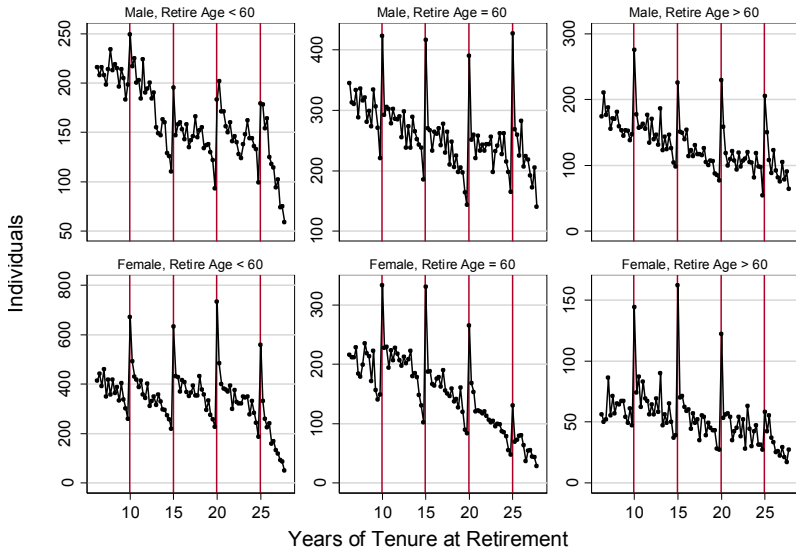 Male, Retire Age < 60
Male, Retire Age = 60
Male, Retire Age > 60
250
200
150
100
50
400
300
200
100
300
200
100
0
Individuals
Female, Retire Age < 60
Female, Retire Age = 60
Female, Retire Age > 60
800
600
400
200
0
300
200
100
0
150
100
50
0
10 15 20 25
10 15 20 25
10 15 20 25
Years of Tenure at Retirement